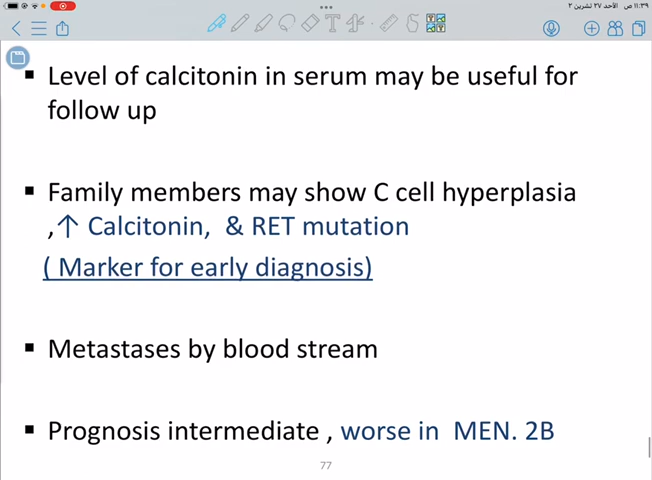 الأحد ٢٧ تشرين ٢ ١١:٣٩ ص
▪ Level of calcitonin in serum may be useful for
follow up
▪ Family members may show C cell hyperplasia
,↑ Calcitonin, & RET mutation
( Marker for early diagnosis)
▪ Metastases by blood stream
▪ Prognosis intermediate , worse in MEN. 2B
77